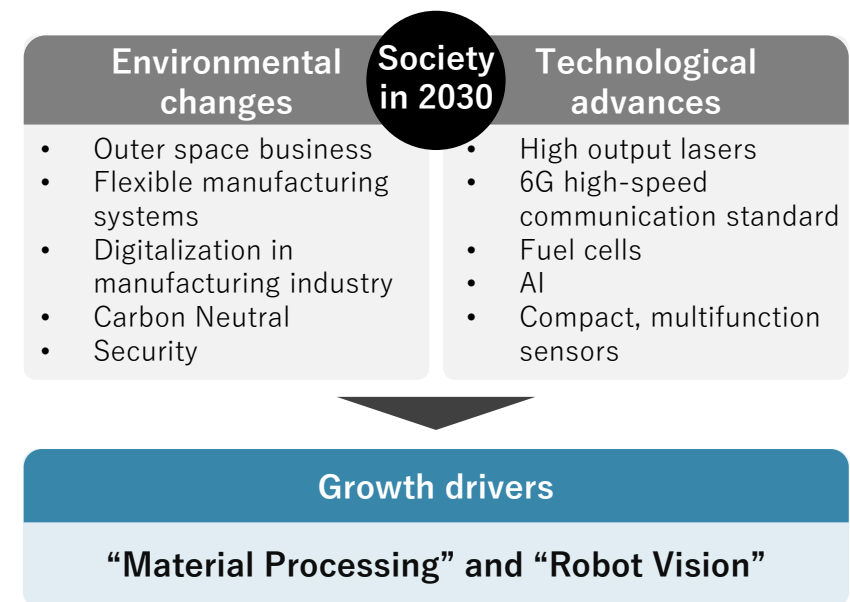 Society
in 2030
Environmental
changes
• Outer space business
• Flexible manufacturing
systems
• Digitalization in
manufacturing industry
• Carbon Neutral
• Security
Technological
advances
• High output lasers
• 6G high-speed
communication standard
• Fuel cells
• AI
• Compact, multifunction
sensors
Growth drivers
“Material Processing” and “Robot Vision”